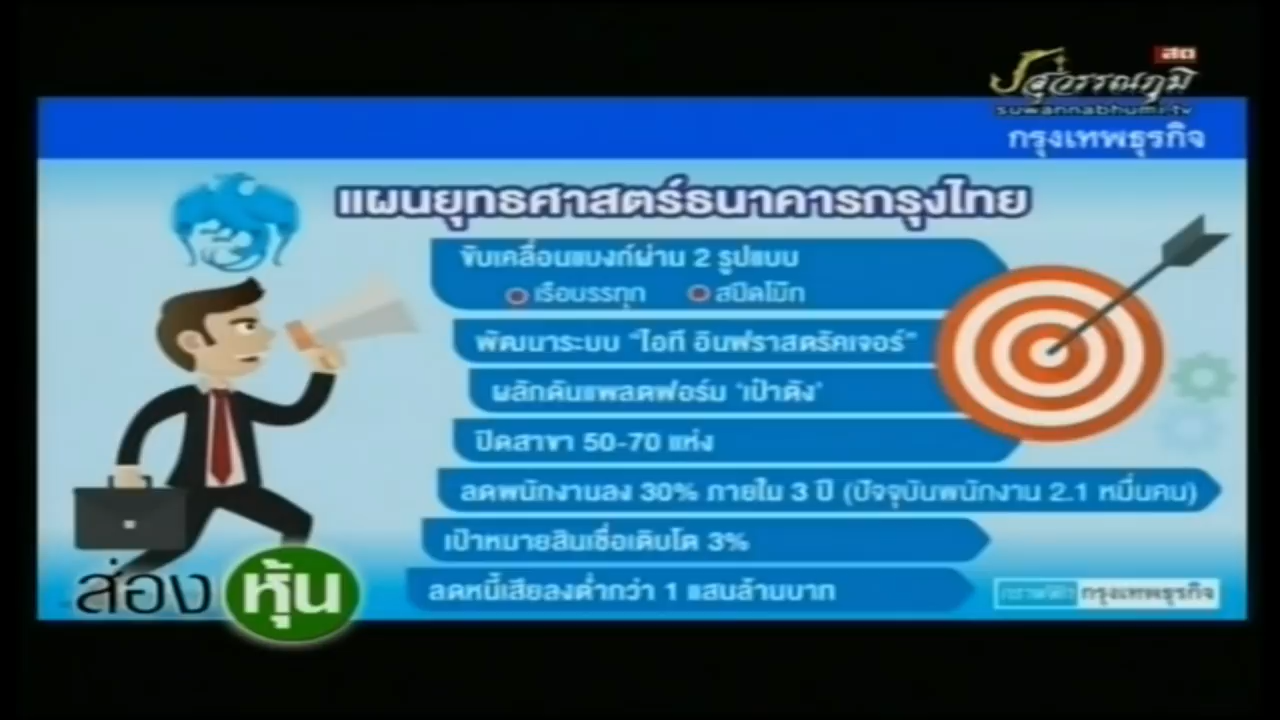 สด
สุวรรณภูมิ
suwannabhumi.tv
กรุงเทพธุรกิจ
แผนยุทธศาสตร์ธนาคารกรุงไทย
ขับเคลื่อนแบงก์ผ่าน 2 รูปแบบ
เรือบรรทุก สปีดโบ๊ท
พัฒนาระบบ "ไอที อินฟราสตรัคเจอร์"
ผลักดันแพลตฟอร์ม 'เป๋าตัง'
ปิดสาขา 50-70 แห่ง
ลดพนักงานลง 30% ภายใน 3 ปี (ปัจจุบันพนักงาน 2.1 หมื่นคน)
เป้าหมายสินเชื่อเติบโต 3%
ลดหนี้เสียลงต่ำกว่า 1 แสนล้านบาท
ส่อง หุ้น
กราฟฟิก กรุงเทพธุรกิจ